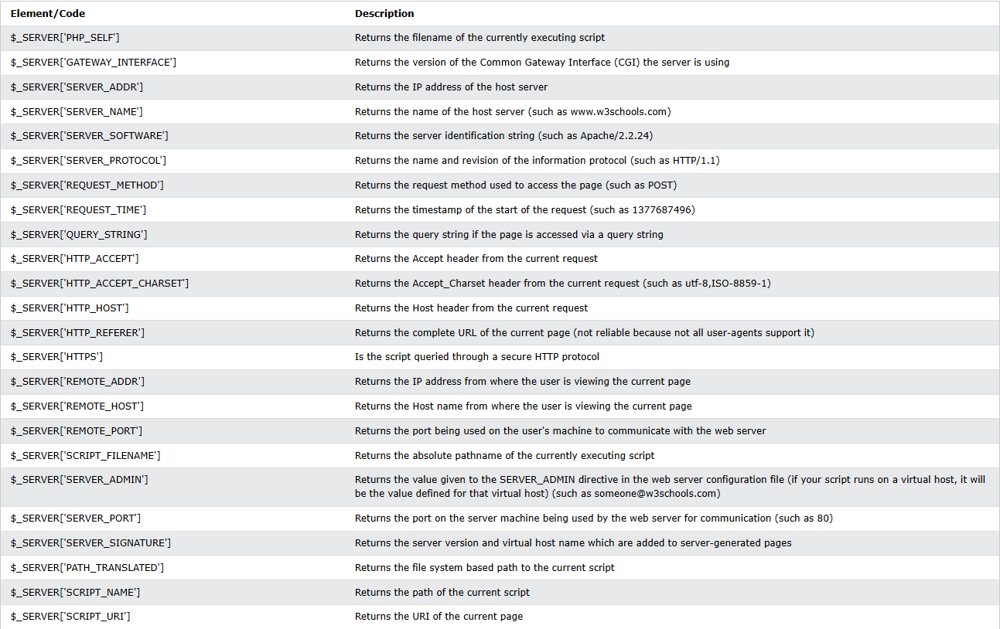 Element/Code Description
$_SERVER['PHP_SELF'] Returns the filename of the currently executing script
$_SERVER['GATEWAY_INTERFACE'] Returns the version of the Common Gateway Interface (CGI) the server is using
$_SERVER['SERVER_ADDR'] Returns the IP address of the host server
$_SERVER['SERVER_NAME'] Returns the name of the host server (such as www.w3schools.com)
$_SERVER['SERVER_SOFTWARE'] Returns the server identification string (such as Apache/2.2.24)
$_SERVER['SERVER_PROTOCOL'] Returns the name and revision of the information protocol (such as HTTP/1.1)
$_SERVER['REQUEST_METHOD'] Returns the request method used to access the page (such as POST)
$_SERVER['REQUEST_TIME'] Returns the timestamp of the start of the request (such as 1377687496)
$_SERVER['QUERY_STRING'] Returns the query string if the page is accessed via a query string
$_SERVER['HTTP_ACCEPT'] Returns the Accept header from the current request
$_SERVER['HTTP_ACCEPT_CHARSET'] Returns the Accept_Charset header from the current request (such as utf-8,ISO-8859-1)
$_SERVER['HTTP_HOST'] Returns the Host header from the current request
$_SERVER['HTTP_REFERER'] Returns the complete URL of the current page (not reliable because not all user-agents support it)
$_SERVER['HTTPS'] Is the script queried through a secure HTTP protocol
$_SERVER['REMOTE_ADDR'] Returns the IP address from where the user is viewing the current page
$_SERVER['REMOTE_HOST'] Returns the Host name from where the user is viewing the current page
$_SERVER['REMOTE_PORT'] Returns the port being used on the user's machine to communicate with the web server
$_SERVER['SCRIPT_FILENAME'] Returns the absolute pathname of the currently executing script
$_SERVER['SERVER_ADMIN'] Returns the value given to the SERVER_ADMIN directive in the web server configuration file (if your script runs on a virtual host, it will
be the value defined for that virtual host) (such as someone@w3schools.com)
$_SERVER['SERVER_PORT'] Returns the port on the server machine being used by the web server for communication (such as 80)
$_SERVER['SERVER_SIGNATURE'] Returns the server version and virtual host name which are added to server-generated pages
$_SERVER['PATH_TRANSLATED'] Returns the file system based path to the current script
$_SERVER['SCRIPT_NAME'] Returns the path of the current script
$_SERVER['SCRIPT_URI'] Returns the URI of the current page